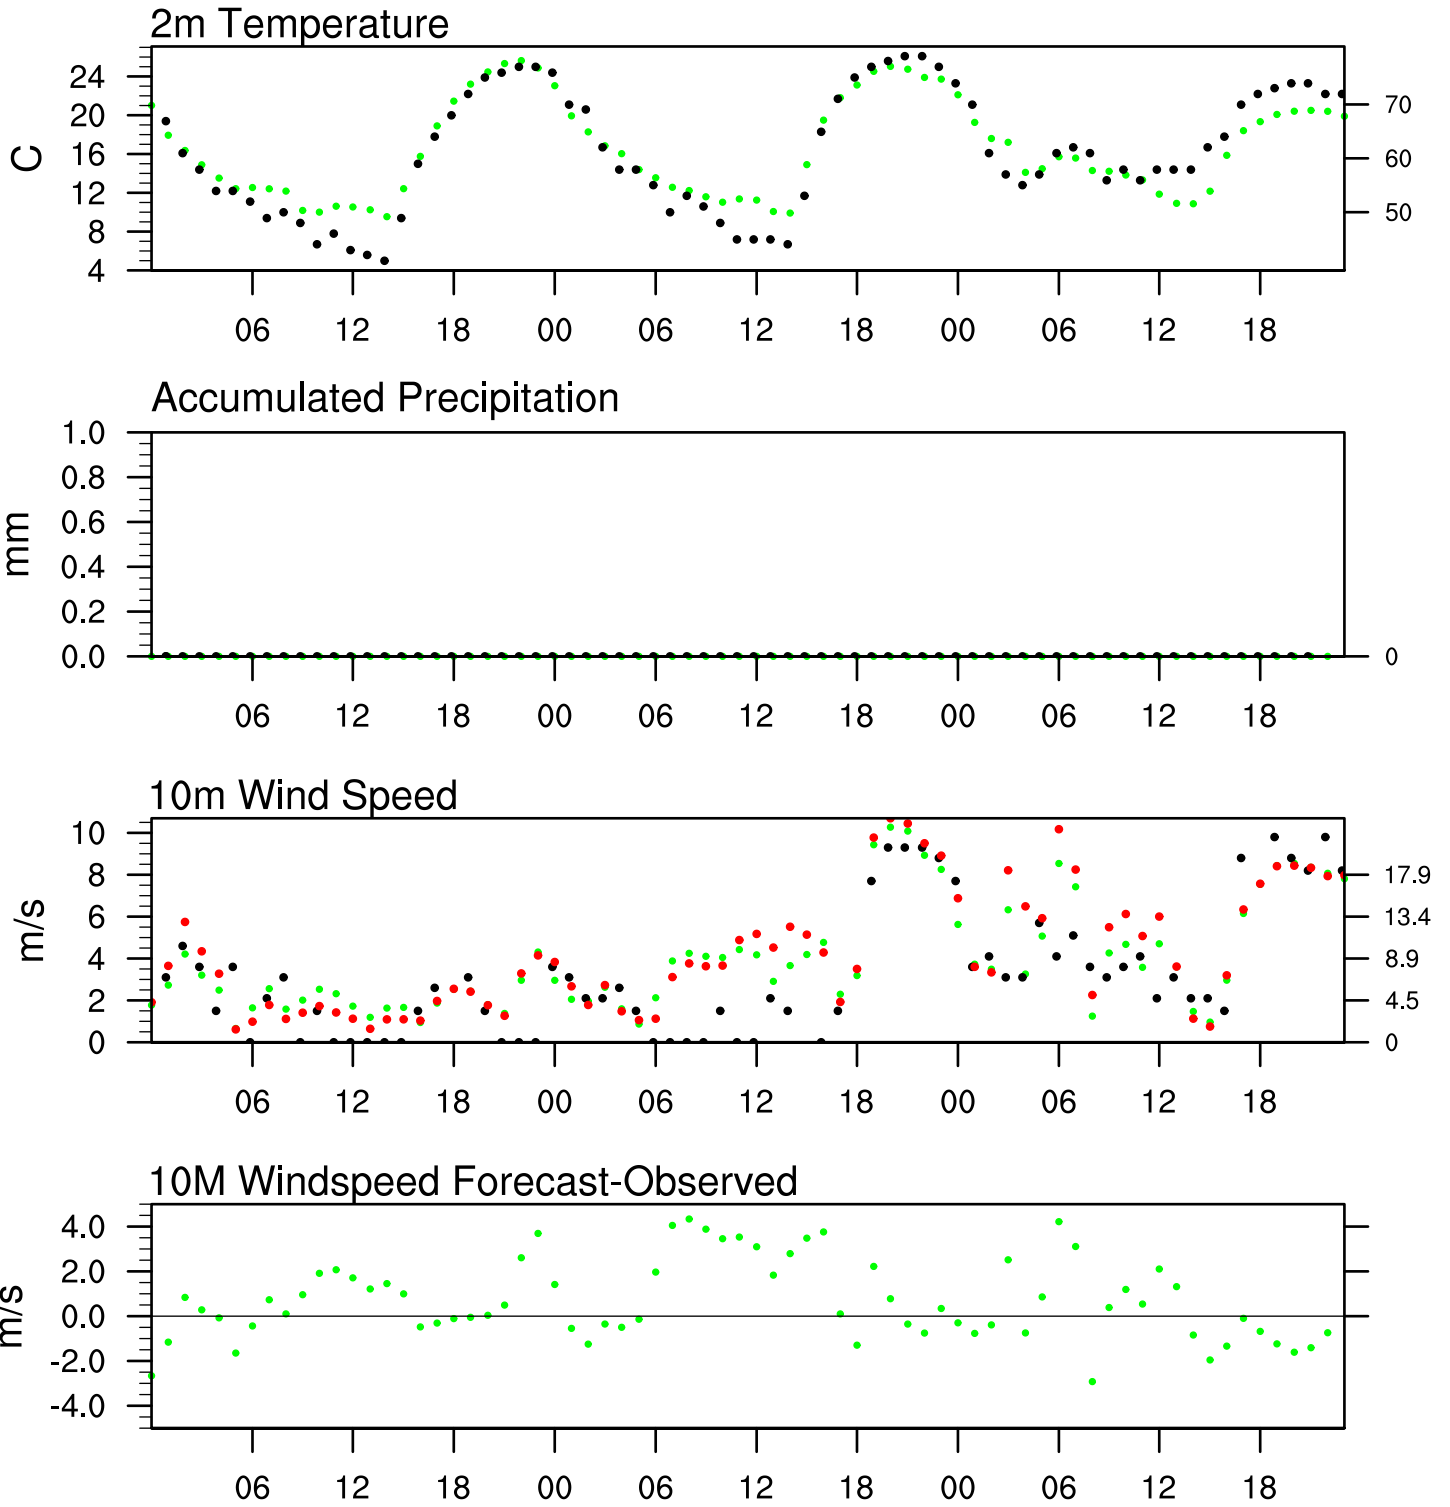 2m Temperature
24
20
16
12
8
4
C
70
60
50
06 12 18 00 06 12 18 00 06 12 18
Accumulated Precipitation
1.0
0.8
0.6
0.4
0.2
0.0
mm
0
06 12 18 00 06 12 18 00 06 12 18
10m Wind Speed
10
8
6
4
2
0
m/s
17.9
13.4
8.9
4.5
0
06 12 18 00 06 12 18 00 06 12 18
10M Windspeed Forecast-Observed
4.0
2.0
0.0
-2.0
-4.0
m/s
06 12 18 00 06 12 18 00 06 12 18